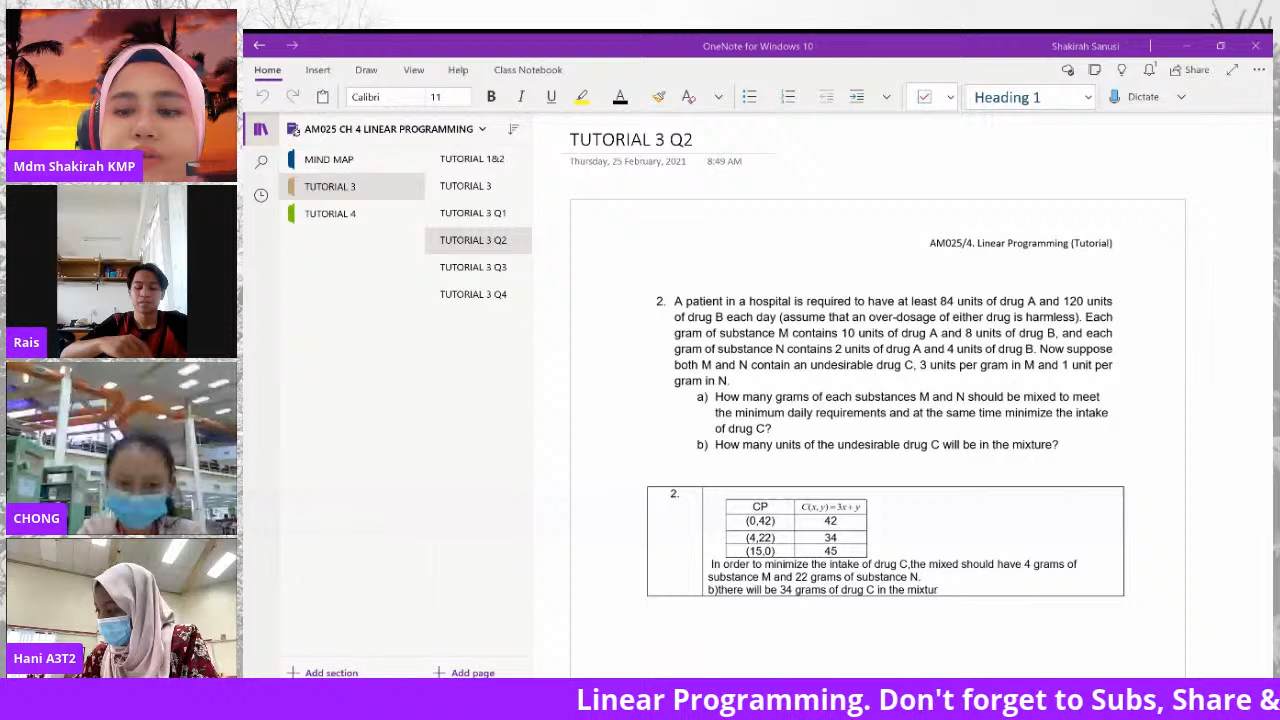 OneNote for Windows 10
Shakirah Sanusi
Home Insert Draw View Help Class Notebook
Share
Calibri 11 B I U A Heading 1 Dictate
AM025 CH 4 LINEAR PROGRAMMING
MIND MAP
TUTORIAL 3
TUTORIAL 4
TUTORIAL 1&2
TUTORIAL 3
TUTORIAL 3 Q1
TUTORIAL 3 Q2
TUTORIAL 3 Q3
TUTORIAL 3 Q4
Add section
Add page
TUTORIAL 3 Q2
Thursday, 25 February, 2021 8:49 AM
AM025/4. Linear Programming (Tutorial)
2. A patient in a hospital is required to have at least 84 units of drug A and 120 units
of drug B each day (assume that an over-dosage of either drug is harmless). Each
gram of substance M contains 10 units of drug A and 8 units of drug B, and each
gram of substance N contains 2 units of drug A and 4 units of drug B. Now suppose
both M and N contain an undesirable drug C, 3 units per gram in M and 1 unit per
gram in N.
a) How many grams of each substances M and N should be mixed to meet
the minimum daily requirements and at the same time minimize the intake
of drug C?
b) How many units of the undesirable drug C will be in the mixture?
2.
CP C(x, y) = 3x + y
(0,42) 42
(4,22) 34
(15,0) 45
In order to minimize the intake of drug C,the mixed should have 4 grams of
substance M and 22 grams of substance N.
b)there will be 34 grams of drug C in the mixtur
Mdm Shakirah KMP
Rais
CHONG
Hani A3T2
Linear Programming. Don't forget to Subs, Share &